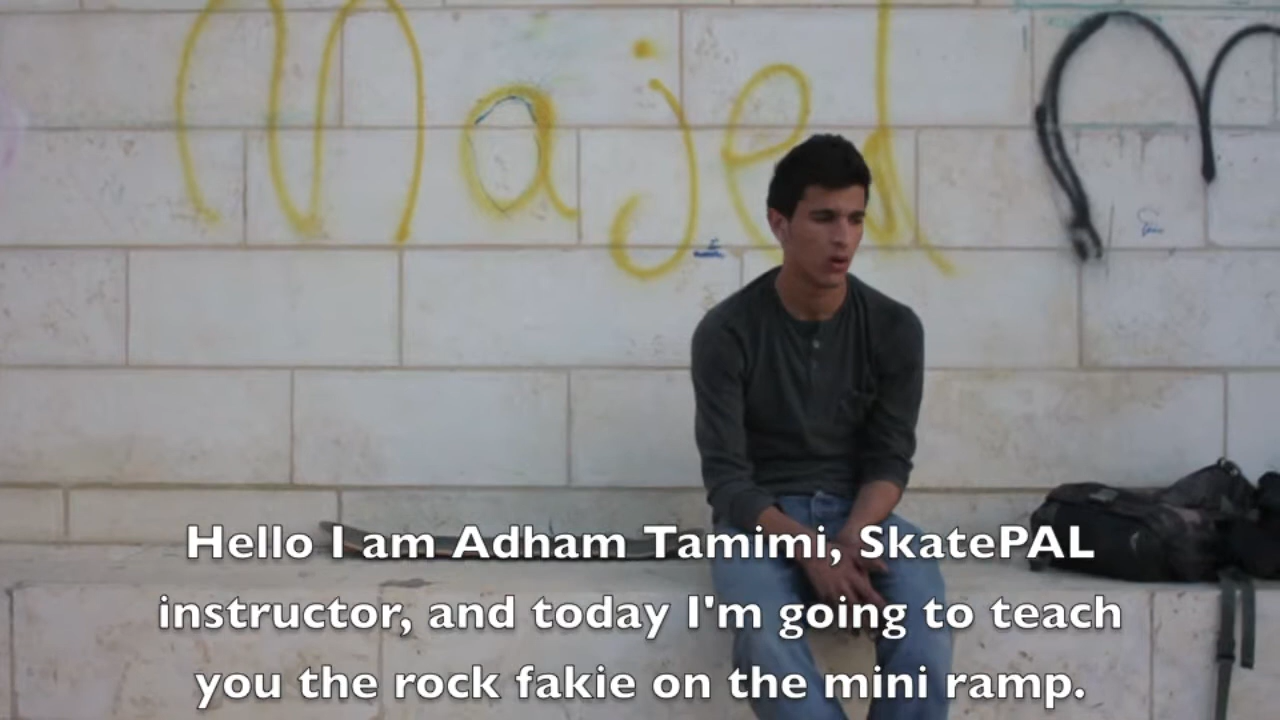 Majed
Hello I am Adham Tamimi, SkatePAL
instructor, and today I'm going to teach
you the rock fakie on the mini ramp.